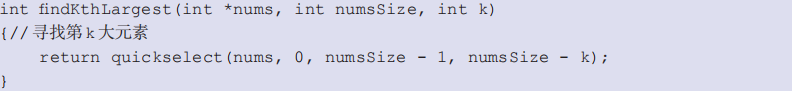 int findKthLargest(int *nums, int numsSize, int k)
{//寻找第k大元素
    return quickselect(nums, 0, numsSize - 1, numsSize - k);
}